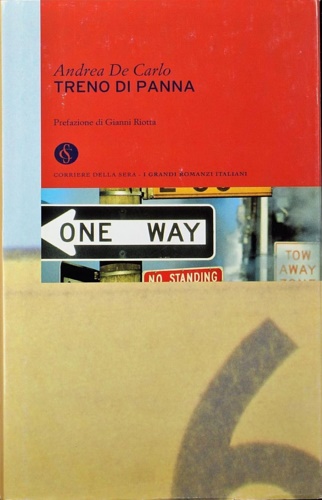 Andrea De Carlo
TRENO DI PANNA
Prefazione di Gianni Riotta
CORRIERE DELLA SERA - I GRANDI ROMANZI ITALIANI
ONE WAY
NO STANDING
TOW
AWAY
ZONE
6